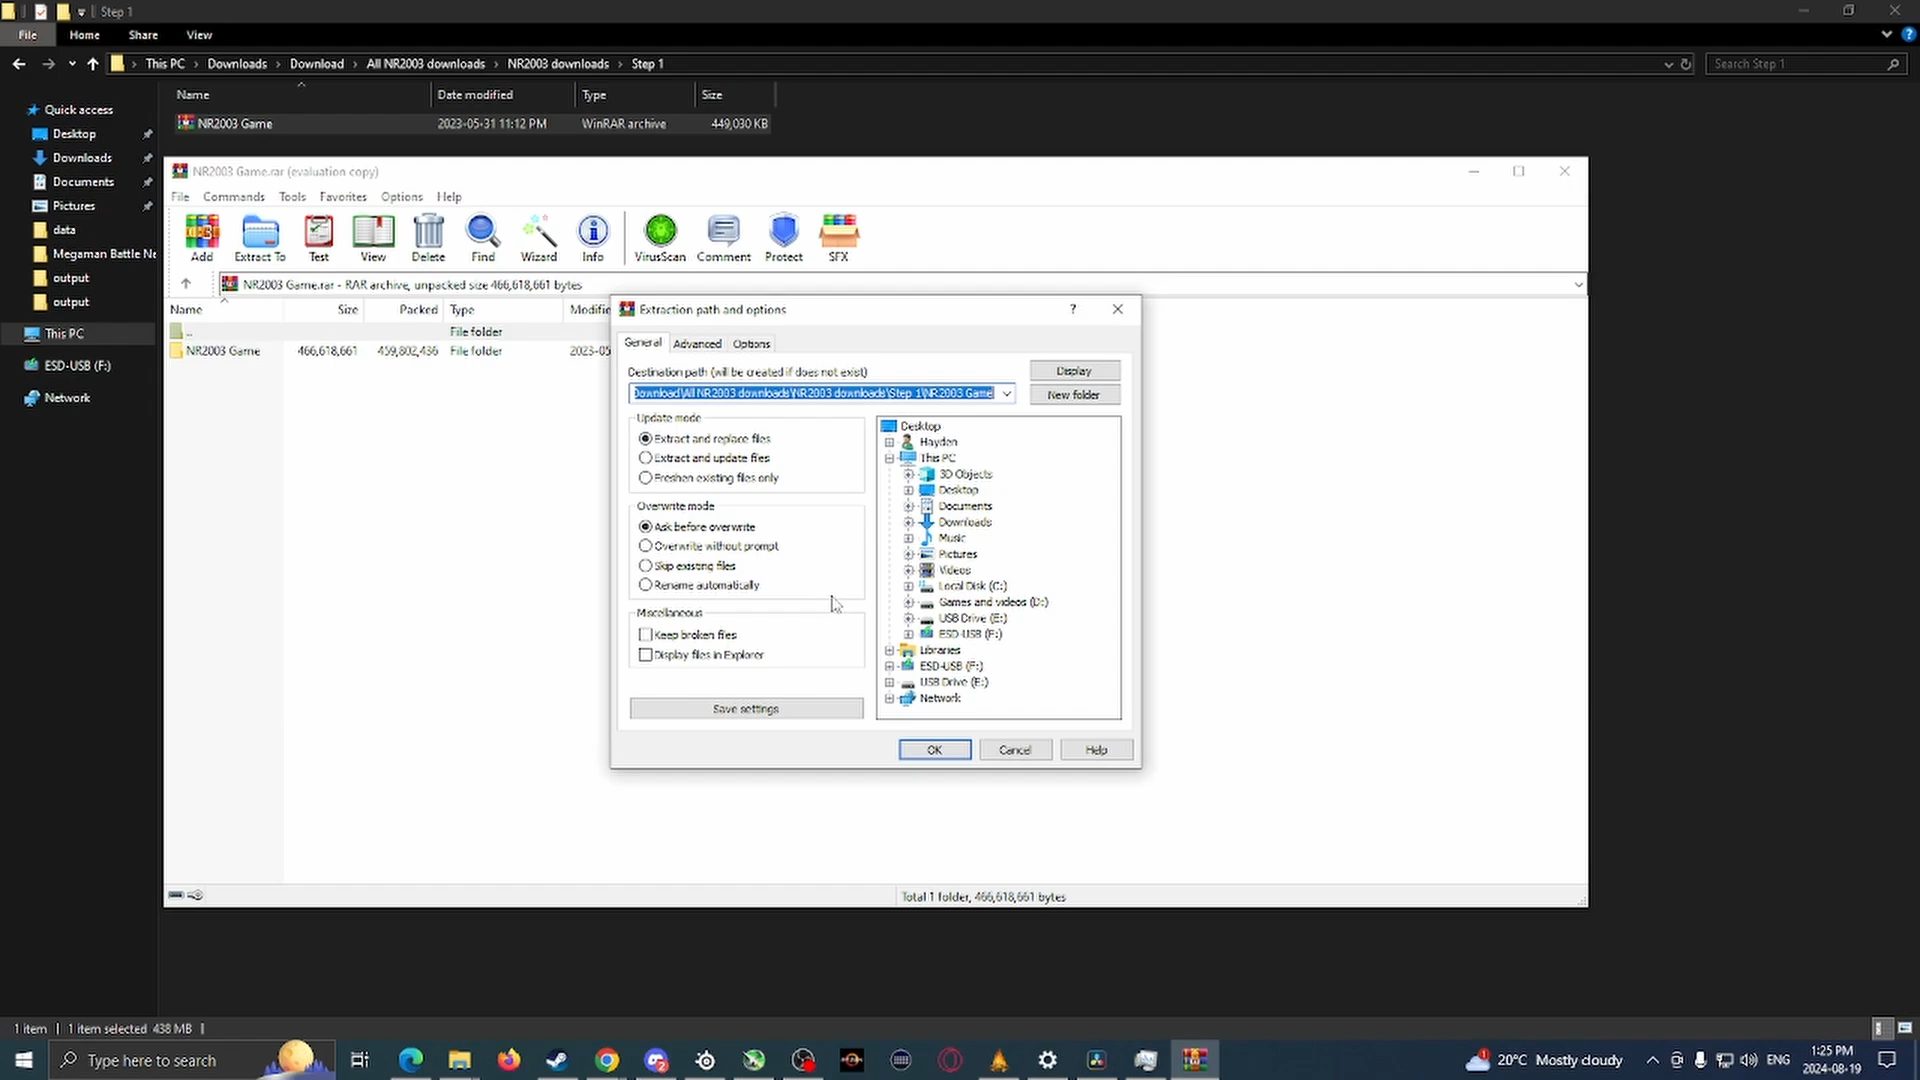 Step 1
File Home Share View
This PC › Downloads › Download › All NR2003 downloads › NR2003 downloads › Step 1
Search Step 1
Name Date modified Type Size
NR2003 Game 2023-05-31 11:12 PM WinRAR archive 449,030 KB
Quick access
Desktop
Downloads
Documents
Pictures
data
Megaman Battle Ne
output
output
This PC
ESD-USB (F:)
Network
NR2003 Game.rar (evaluation copy)
File Commands Tools Favorites Options Help
Add Extract To Test View Delete Find Wizard Info VirusScan Comment Protect SFX
NR2003 Game.rar - RAR archive, unpacked size 466,618,661 bytes
Name Size Packed Type Modifie
.. File folder
NR2003 Game 466,618,661 459,802,436 File folder 2023-05
Extraction path and options
?
General Advanced Options
Destination path (will be created if does not exist)
Display
Download\All NR2003 downloads\NR2003 downloads\Step 1\NR2003 Game
New folder
Update mode
Extract and replace files
Extract and update files
Freshen existing files only
Overwrite mode
Ask before overwrite
Overwrite without prompt
Skip existing files
Rename automatically
Miscellaneous
Keep broken files
Display files in Explorer
Save settings
Desktop
Hayden
This PC
3D Objects
Desktop
Documents
Downloads
Music
Pictures
Videos
Local Disk (C:)
Games and videos (D:)
USB Drive (E:)
ESD-USB (F:)
Libraries
ESD-USB (F:)
USB Drive (E:)
Network
OK Cancel Help
Total 1 folder, 466,618,661 bytes
1 item 1 item selected 438 MB
Type here to search
20°C Mostly cloudy
ENG
1:25 PM
2024-08-19